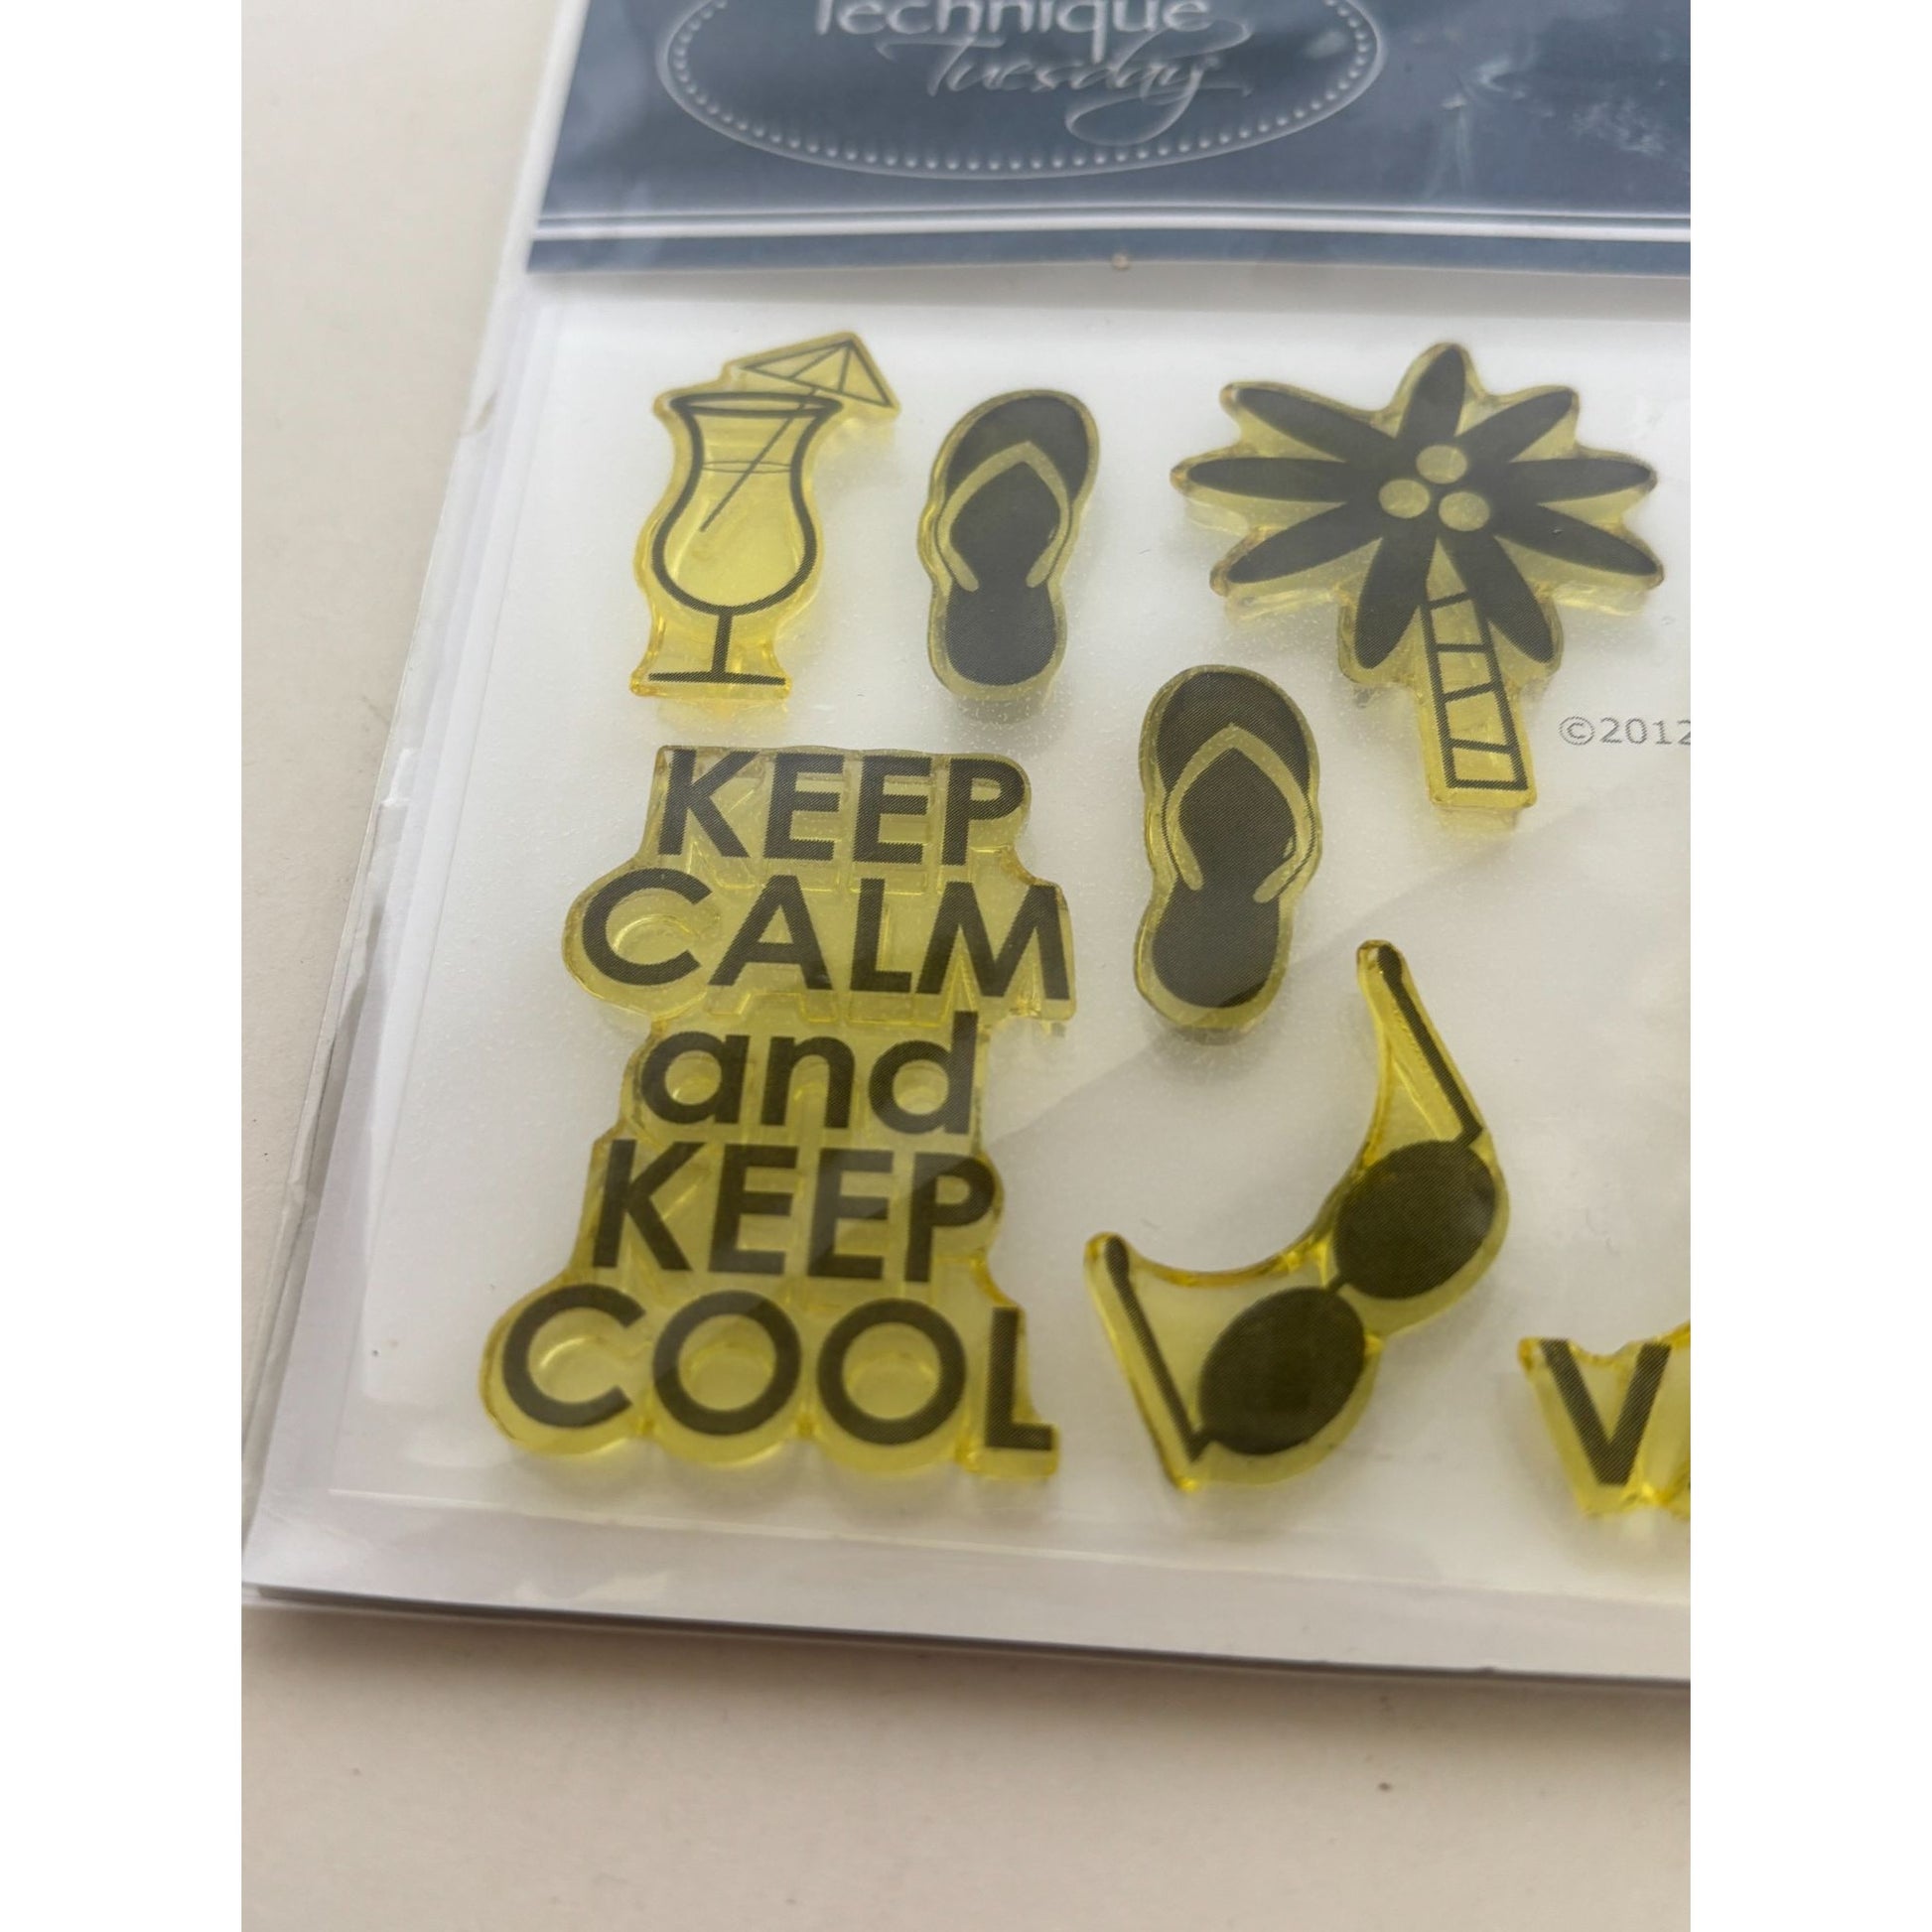 Technique
Tuesday
©2012
KEEP
CALM
and
KEEP
COOL
V